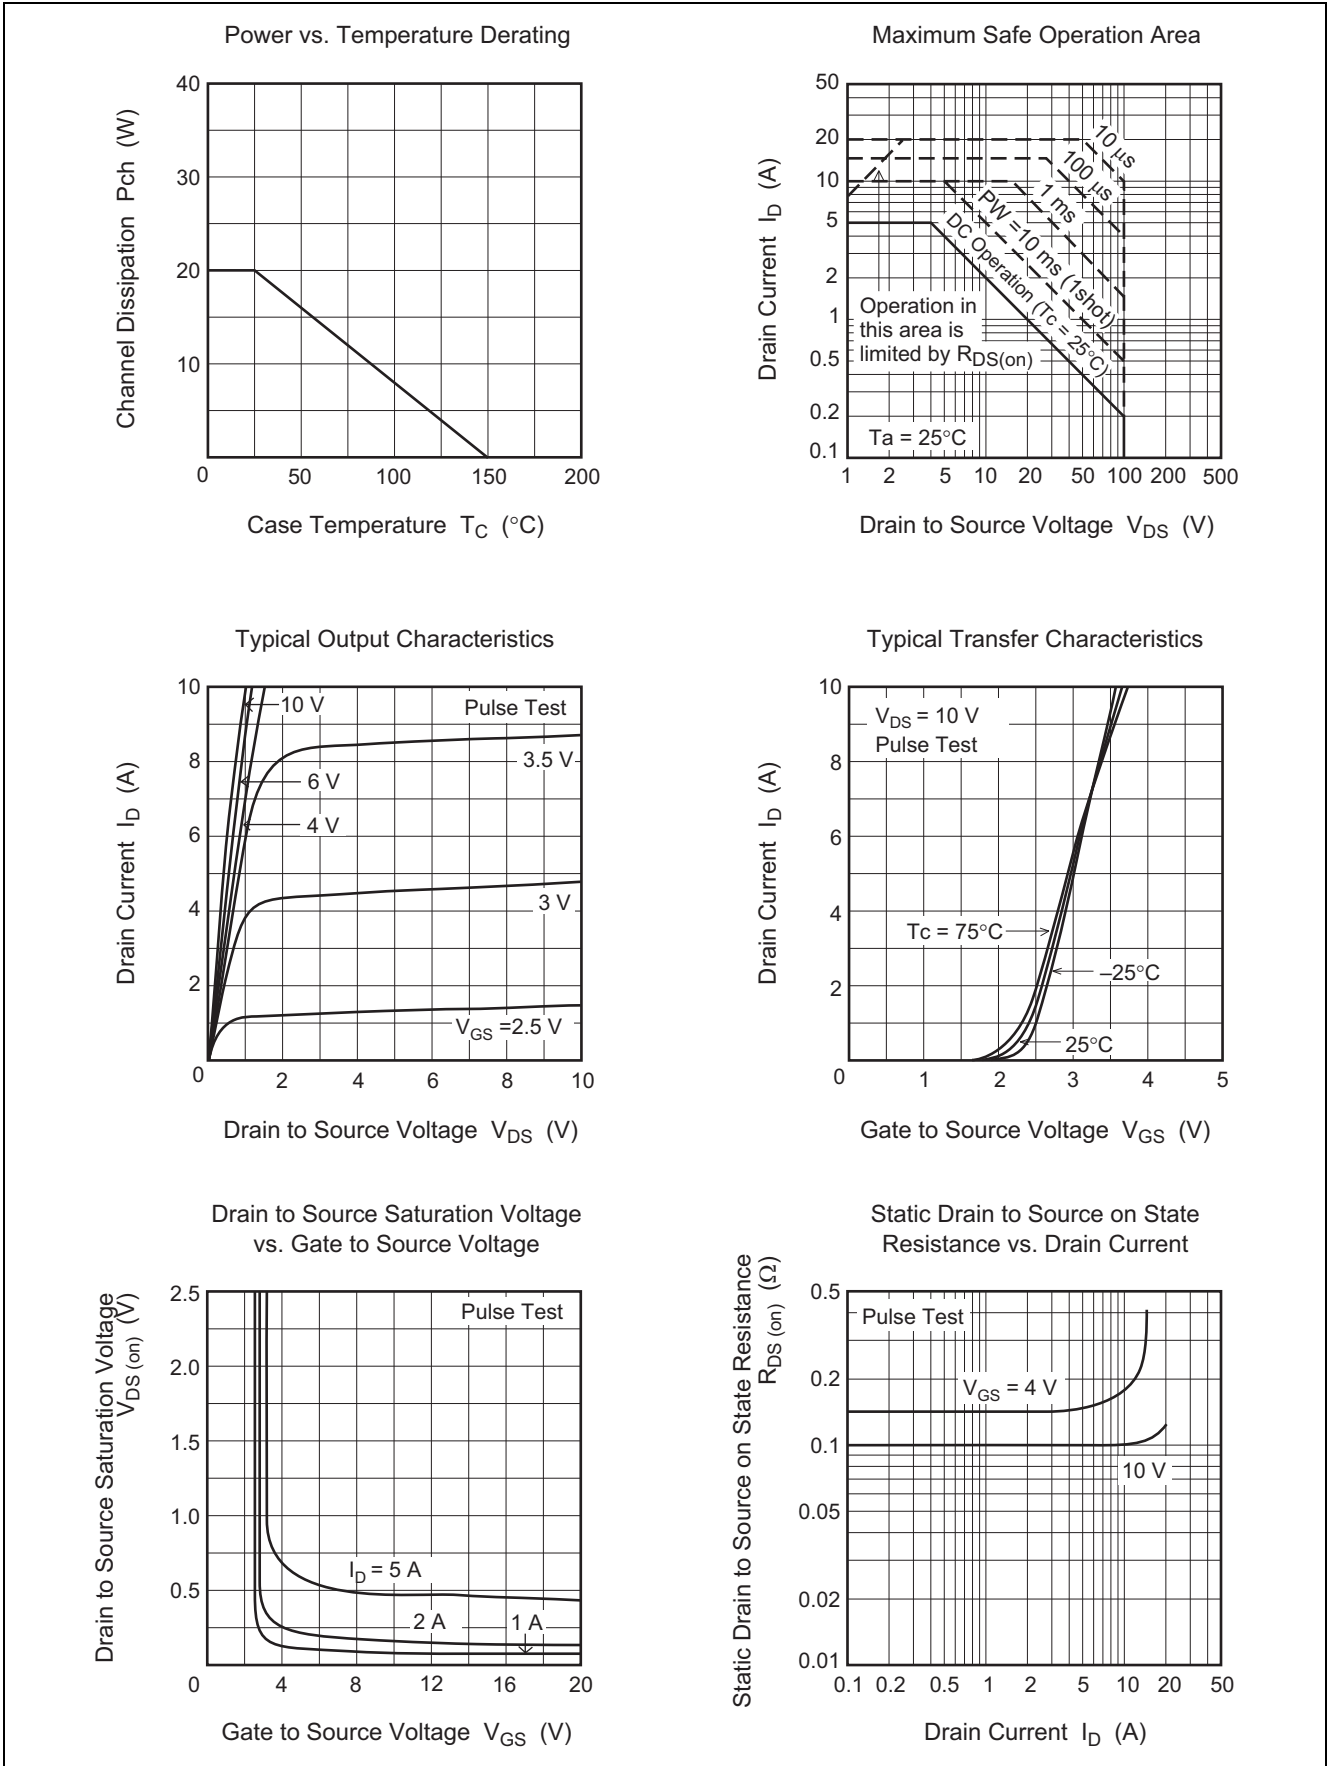 Power vs. Temperature Derating
Channel Dissipation Pch (W)
40
30
20
10
0
50
100
150
200
Case Temperature TC (°C)
Maximum Safe Operation Area
Drain Current ID (A)
50
20
10
5
2
1
0.5
0.2
0.1
10 μs
100 μs
1 ms
PW =10 ms (1shot)
DC Operation (Tc = 25°C)
Operation in
this area is
limited by RDS(on)
Ta = 25°C
1 2 5 10 20 50 100 200 500
Drain to Source Voltage VDS (V)
Typical Output Characteristics
Drain Current ID (A)
10
8
6
4
2
0
10 V
6 V
4 V
Pulse Test
3.5 V
3 V
VGS =2.5 V
2 4 6 8 10
Drain to Source Voltage VDS (V)
Typical Transfer Characteristics
Drain Current ID (A)
10
8
6
4
2
0
VDS = 10 V
Pulse Test
Tc = 75°C
–25°C
25°C
1 2 3 4 5
Gate to Source Voltage VGS (V)
Drain to Source Saturation Voltage
vs. Gate to Source Voltage
Drain to Source Saturation Voltage
VDS (on) (V)
2.5
2.0
1.5
1.0
0.5
0
Pulse Test
ID = 5 A
2 A
1 A
4 8 12 16 20
Gate to Source Voltage VGS (V)
Static Drain to Source on State
Resistance vs. Drain Current
Static Drain to Source on State Resistance
RDS (on) (Ω)
0.5
0.2
0.1
0.05
0.02
0.01
Pulse Test
VGS = 4 V
10 V
0.1 0.2 0.5 1 2 5 10 20 50
Drain Current ID (A)